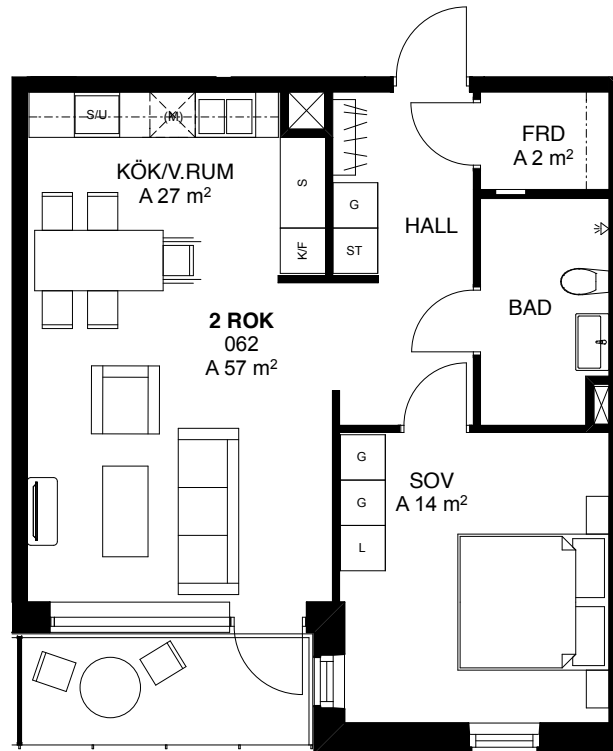 S/U
(M)
FRD
A 2 m²
KÖK/V.RUM
A 27 m²
S
G
HALL
K/F
ST
BAD
2 ROK
062
A 57 m²
G
SOV
A 14 m²
G
L